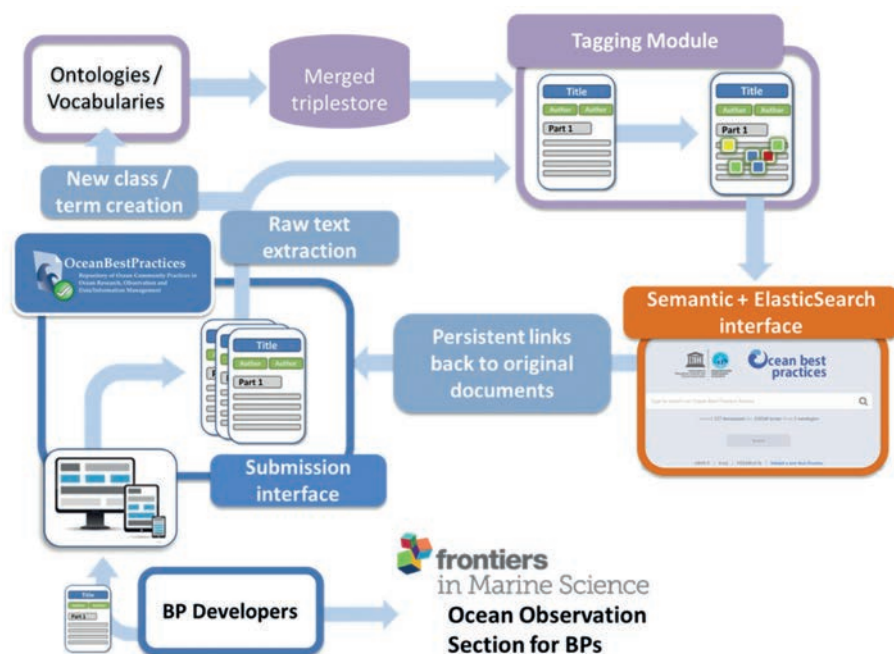 Ontologies /
Vocabularies
Merged
triplestore
Tagging Module
Title
Author Author
Part 1
Title
Author Author
Part 1
New class /
term creation
Raw text
extraction
OceanBestPractices
Repository of Ocean Community Practices in
Ocean Research, Observation and
Data/Information Management
Semantic + ElasticSearch
interface
Ocean best
practices
Persistent links
back to original
documents
Title
Author Author
Part 1
Submission
interface
Title
Part 1
BP Developers
frontiers
in Marine Science
Ocean Observation
Section for BPs